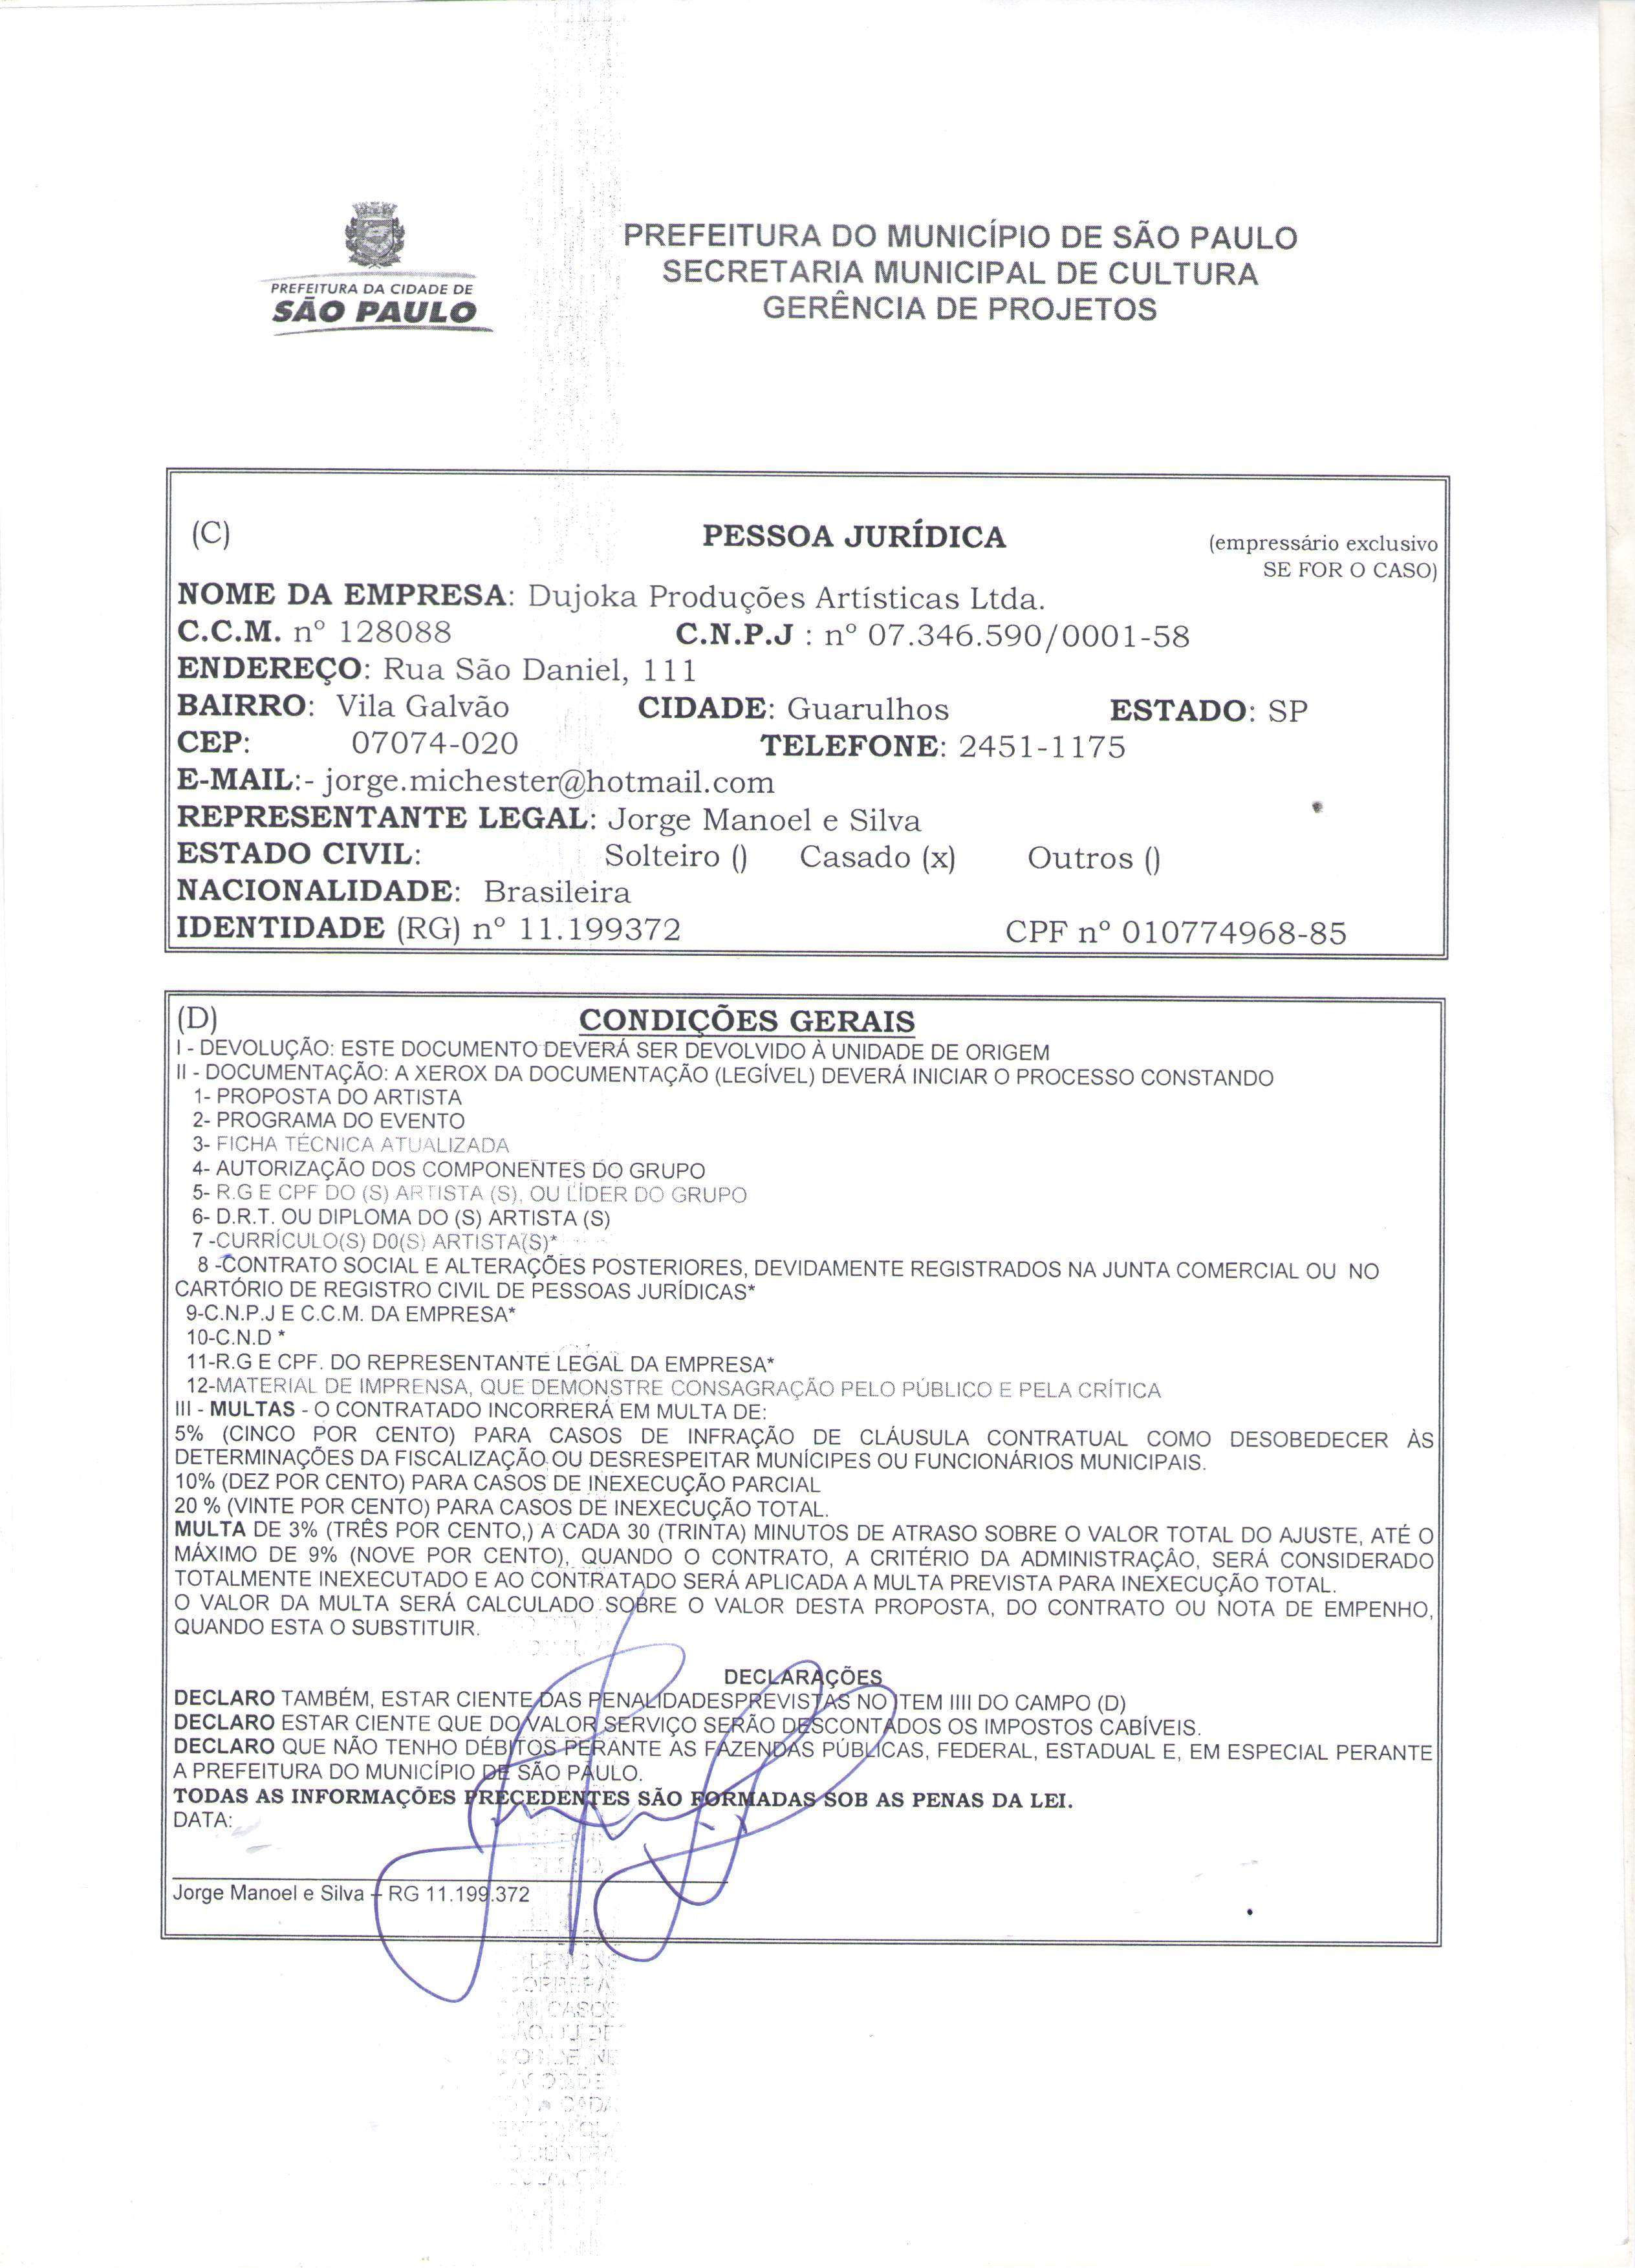 PREFEITURA DA CIDADE DE
SÃO PAULO
PREFEITURA DO MUNICÍPIO DE SÃO PAULO
SECRETARIA MUNICIPAL DE CULTURA
GERÊNCIA DE PROJETOS
(C) PESSOA JURÍDICA (empressário exclusivo
SE FOR O CASO)
NOME DA EMPRESA: Dujoka Produções Artísticas Ltda.
C.C.M. nº 128088 C.N.P.J : nº 07.346.590/0001-58
ENDEREÇO: Rua São Daniel, 111
BAIRRO: Vila Galvão CIDADE: Guarulhos ESTADO: SP
CEP: 07074-020 TELEFONE: 2451-1175
E-MAIL:- jorge.michester@hotmail.com
REPRESENTANTE LEGAL: Jorge Manoel e Silva
ESTADO CIVIL: Solteiro () Casado (x) Outros ()
NACIONALIDADE: Brasileira
IDENTIDADE (RG) nº 11.199372 CPF nº 010774968-85
(D) CONDIÇÕES GERAIS
I - DEVOLUÇÃO: ESTE DOCUMENTO DEVERÁ SER DEVOLVIDO À UNIDADE DE ORIGEM
II - DOCUMENTAÇÃO: A XEROX DA DOCUMENTAÇÃO (LEGÍVEL) DEVERÁ INICIAR O PROCESSO CONSTANDO
1- PROPOSTA DO ARTISTA
2- PROGRAMA DO EVENTO
3- FICHA TÉCNICA ATUALIZADA
4- AUTORIZAÇÃO DOS COMPONENTES DO GRUPO
5- R.G E CPF DO (S) ARTISTA (S), OU LÍDER DO GRUPO
6- D.R.T. OU DIPLOMA DO (S) ARTISTA (S)
7 -CURRÍCULO(S) D0(S) ARTISTA(S)*
8 -CONTRATO SOCIAL E ALTERAÇÕES POSTERIORES, DEVIDAMENTE REGISTRADOS NA JUNTA COMERCIAL OU NO
CARTÓRIO DE REGISTRO CIVIL DE PESSOAS JURÍDICAS*
9-C.N.P.J E C.C.M. DA EMPRESA*
10-C.N.D *
11-R.G E CPF. DO REPRESENTANTE LEGAL DA EMPRESA*
12-MATERIAL DE IMPRENSA, QUE DEMONSTRE CONSAGRAÇÃO PELO PÚBLICO E PELA CRÍTICA
III - MULTAS - O CONTRATADO INCORRERÁ EM MULTA DE:
5% (CINCO POR CENTO) PARA CASOS DE INFRAÇÃO DE CLÁUSULA CONTRATUAL COMO DESOBEDECER ÀS
DETERMINAÇÕES DA FISCALIZAÇÃO OU DESRESPEITAR MUNÍCIPES OU FUNCIONÁRIOS MUNICIPAIS.
10% (DEZ POR CENTO) PARA CASOS DE INEXECUÇÃO PARCIAL
20 % (VINTE POR CENTO) PARA CASOS DE INEXECUÇÃO TOTAL.
MULTA DE 3% (TRÊS POR CENTO,) A CADA 30 (TRINTA) MINUTOS DE ATRASO SOBRE O VALOR TOTAL DO AJUSTE, ATÉ O
MÁXIMO DE 9% (NOVE POR CENTO), QUANDO O CONTRATO, A CRITÉRIO DA ADMINISTRAÇÂO, SERÁ CONSIDERADO
TOTALMENTE INEXECUTADO E AO CONTRATADO SERÁ APLICADA A MULTA PREVISTA PARA INEXECUÇÃO TOTAL.
O VALOR DA MULTA SERÁ CALCULADO SOBRE O VALOR DESTA PROPOSTA, DO CONTRATO OU NOTA DE EMPENHO,
QUANDO ESTA O SUBSTITUIR.
DECLARAÇÕES
DECLARO TAMBÉM, ESTAR CIENTE DAS PENALIDADESPREVISTAS NO ITEM IIII DO CAMPO (D)
DECLARO ESTAR CIENTE QUE DO VALOR SERVIÇO SERÃO DESCONTADOS OS IMPOSTOS CABÍVEIS.
DECLARO QUE NÃO TENHO DÉBITOS PERANTE AS FAZENDAS PÚBLICAS, FEDERAL, ESTADUAL E, EM ESPECIAL PERANTE
A PREFEITURA DO MUNICÍPIO DE SÃO PAULO.
TODAS AS INFORMAÇÕES PRECEDENTES SÃO FORMADAS SOB AS PENAS DA LEI.
DATA:
Jorge Manoel e Silva – RG 11.199.372